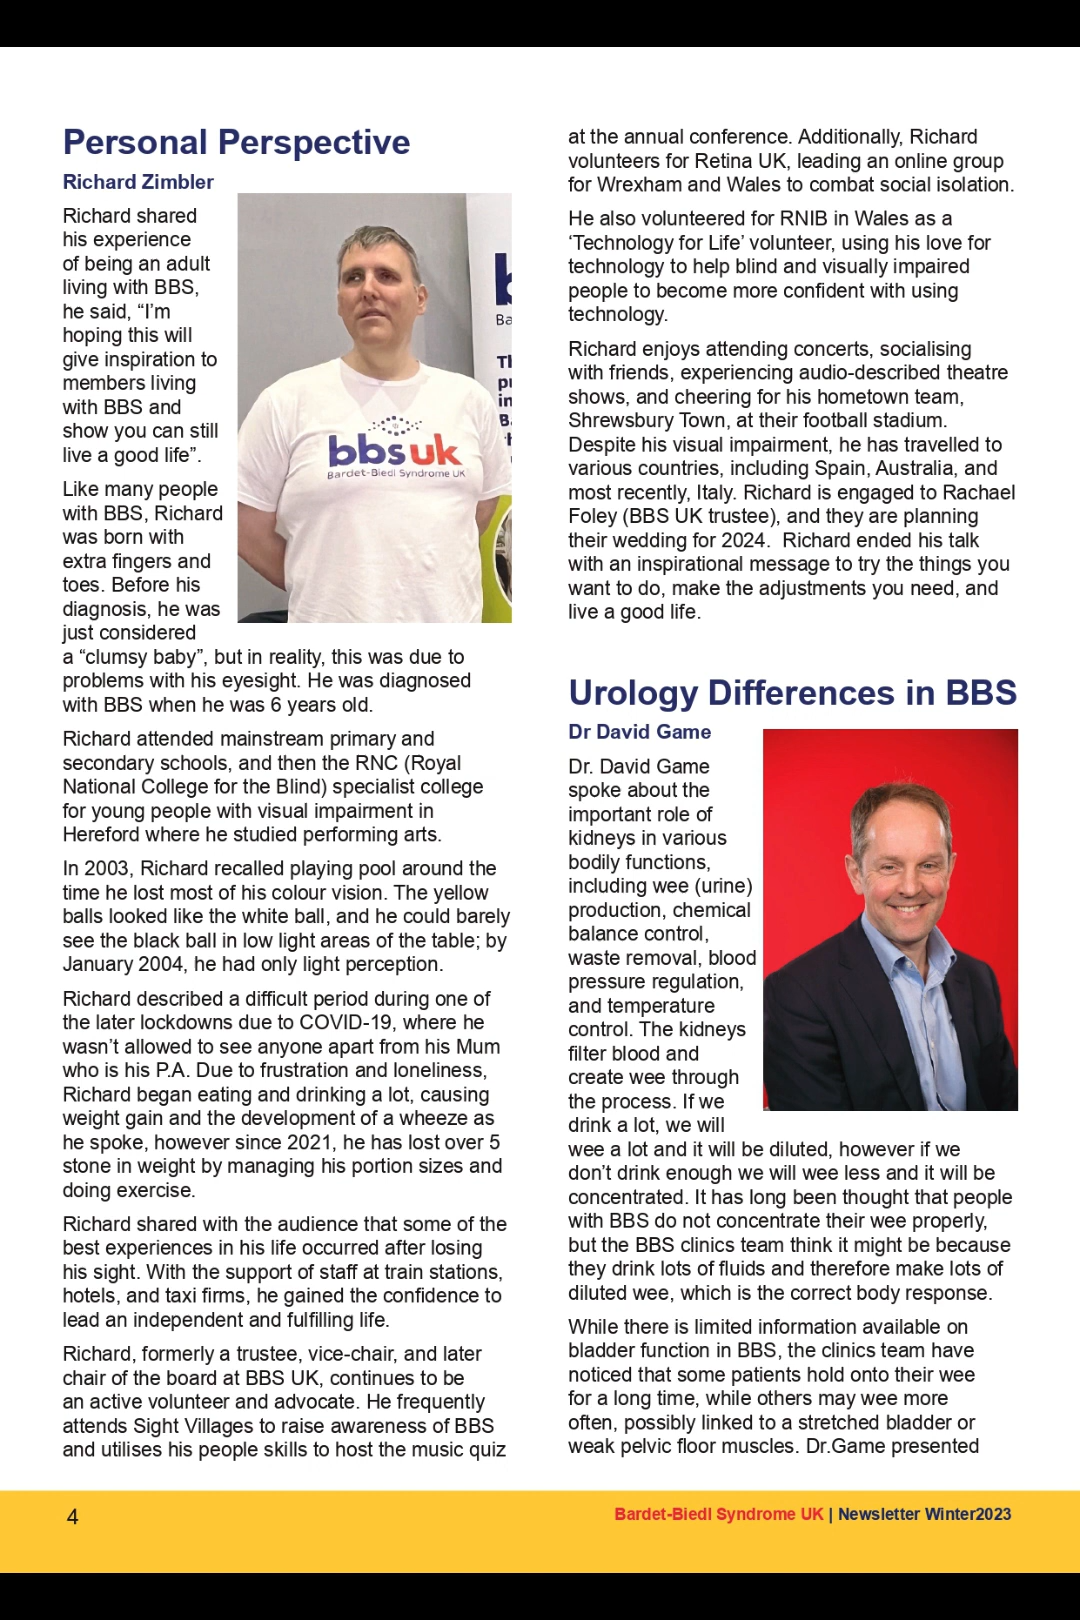 Personal Perspective
Richard Zimbler
Richard shared
his experience
of being an adult
living with BBS,
he said, “I’m
hoping this will
give inspiration to
members living
with BBS and
show you can still
live a good life”.
Like many people
with BBS, Richard
was born with
extra fingers and
toes. Before his
diagnosis, he was
just considered
a “clumsy baby”, but in reality, this was due to
problems with his eyesight. He was diagnosed
with BBS when he was 6 years old.
Richard attended mainstream primary and
secondary schools, and then the RNC (Royal
National College for the Blind) specialist college
for young people with visual impairment in
Hereford where he studied performing arts.
In 2003, Richard recalled playing pool around the
time he lost most of his colour vision. The yellow
balls looked like the white ball, and he could barely
see the black ball in low light areas of the table; by
January 2004, he had only light perception.
Richard described a difficult period during one of
the later lockdowns due to COVID-19, where he
wasn’t allowed to see anyone apart from his Mum
who is his P.A. Due to frustration and loneliness,
Richard began eating and drinking a lot, causing
weight gain and the development of a wheeze as
he spoke, however since 2021, he has lost over 5
stone in weight by managing his portion sizes and
doing exercise.
Richard shared with the audience that some of the
best experiences in his life occurred after losing
his sight. With the support of staff at train stations,
hotels, and taxi firms, he gained the confidence to
lead an independent and fulfilling life.
Richard, formerly a trustee, vice-chair, and later
chair of the board at BBS UK, continues to be
an active volunteer and advocate. He frequently
attends Sight Villages to raise awareness of BBS
and utilises his people skills to host the music quiz
bbsuk
Bardet-Biedl Syndrome UK
b
Ba
Th
pu
in
Ba
at the annual conference. Additionally, Richard
volunteers for Retina UK, leading an online group
for Wrexham and Wales to combat social isolation.
He also volunteered for RNIB in Wales as a
‘Technology for Life’ volunteer, using his love for
technology to help blind and visually impaired
people to become more confident with using
technology.
Richard enjoys attending concerts, socialising
with friends, experiencing audio-described theatre
shows, and cheering for his hometown team,
Shrewsbury Town, at their football stadium.
Despite his visual impairment, he has travelled to
various countries, including Spain, Australia, and
most recently, Italy. Richard is engaged to Rachael
Foley (BBS UK trustee), and they are planning
their wedding for 2024.  Richard ended his talk
with an inspirational message to try the things you
want to do, make the adjustments you need, and
live a good life.
Urology Differences in BBS
Dr David Game
Dr. David Game
spoke about the
important role of
kidneys in various
bodily functions,
including wee (urine)
production, chemical
balance control,
waste removal, blood
pressure regulation,
and temperature
control. The kidneys
filter blood and
create wee through
the process. If we
drink a lot, we will
wee a lot and it will be diluted, however if we
don’t drink enough we will wee less and it will be
concentrated. It has long been thought that people
with BBS do not concentrate their wee properly,
but the BBS clinics team think it might be because
they drink lots of fluids and therefore make lots of
diluted wee, which is the correct body response.
While there is limited information available on
bladder function in BBS, the clinics team have
noticed that some patients hold onto their wee
for a long time, while others may wee more
often, possibly linked to a stretched bladder or
weak pelvic floor muscles. Dr.Game presented
4
Bardet-Biedl Syndrome UK | Newsletter Winter2023